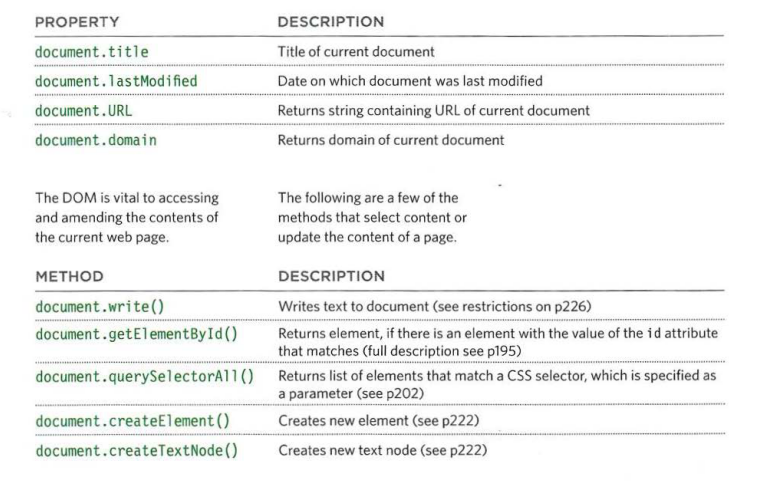 PROPERTY DESCRIPTION
document.title Title of current document
document.lastModified Date on which document was last modified
document.URL Returns string containing URL of current document
document.domain Returns domain of current document
The DOM is vital to accessing
and amending the contents of
the current web page.
The following are a few of the
methods that select content or
update the content of a page.
METHOD DESCRIPTION
document.write() Writes text to document (see restrictions on p226)
document.getElementById() Returns element, if there is an element with the value of the id attribute
that matches (full description see p195)
document.querySelectorAll() Returns list of elements that match a CSS selector, which is specified as
a parameter (see p202)
document.createElement() Creates new element (see p222)
document.createTextNode() Creates new text node (see p222)